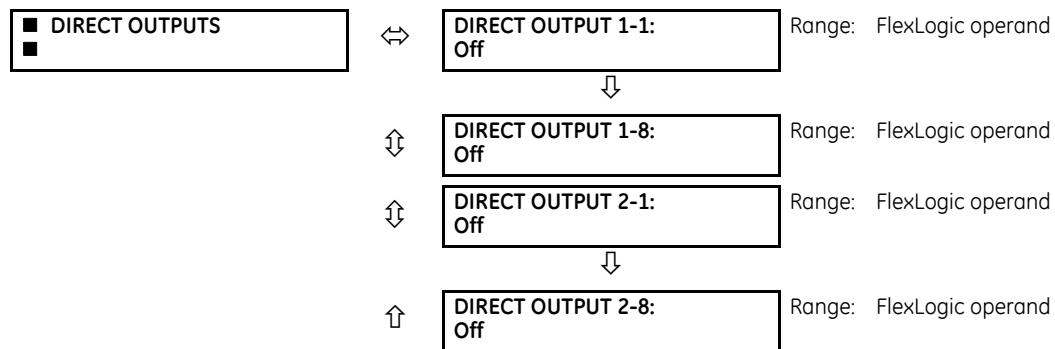 ■ DIRECT OUTPUTS
■
DIRECT OUTPUT 1-1:
Off
Range: FlexLogic operand
DIRECT OUTPUT 1-8:
Off
Range: FlexLogic operand
DIRECT OUTPUT 2-1:
Off
Range: FlexLogic operand
DIRECT OUTPUT 2-8:
Off
Range: FlexLogic operand